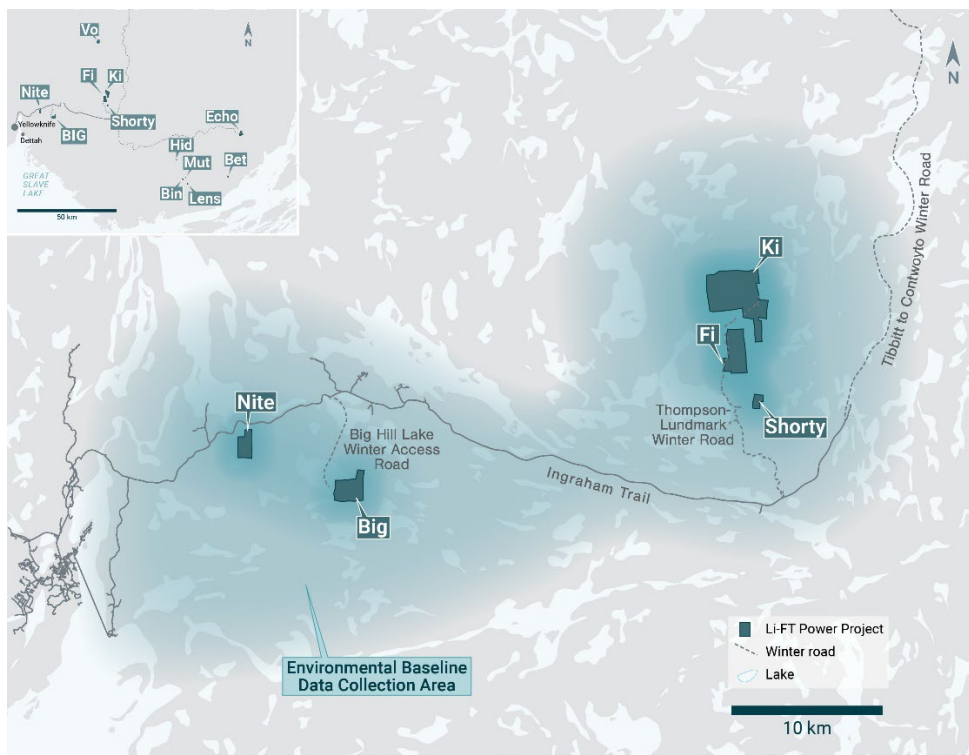 Vo
N
Fi
Ki
Nite
Yellowknife
Dettah
BIG
Shorty
Echo
Hid
Mut
Bet
Bin
Lens
GREAT
SLAVE
LAKE
50 km
N
Tibbitt to Contwoyto Winter Road
Ki
Fi
Thompson-
Lundmark
Winter Road
Shorty
Nite
Big Hill Lake
Winter Access
Road
Big
Ingraham Trail
Environmental Baseline
Data Collection Area
Li-FT Power Project
Winter road
Lake
10 km